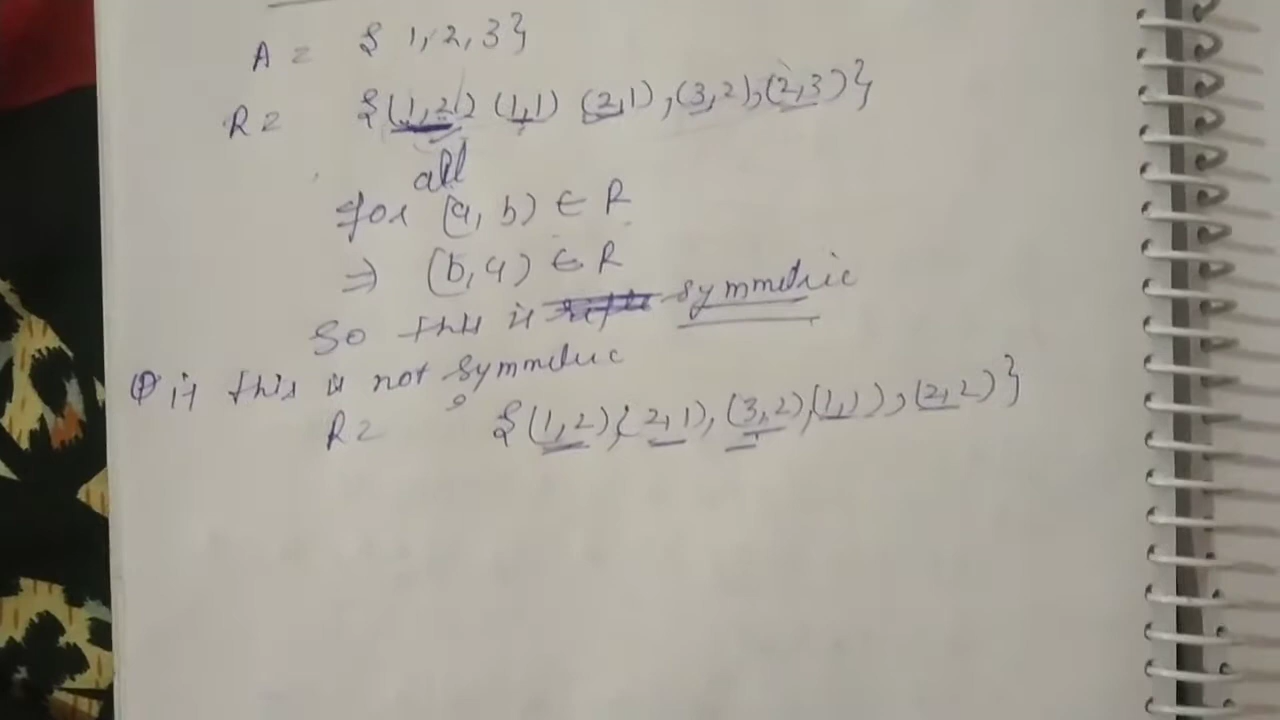 A = { 1, 2, 3 }
R = { (1,2) (1,1) (2,1), (3,2), (2,3) }
all
for (a, b) ∈ R
⇒ (b, a) ∈ R
So this is symmetric
if this is not symmetric
R = { (1,2), (2,1), (3,2), (1,1), (2,2) }